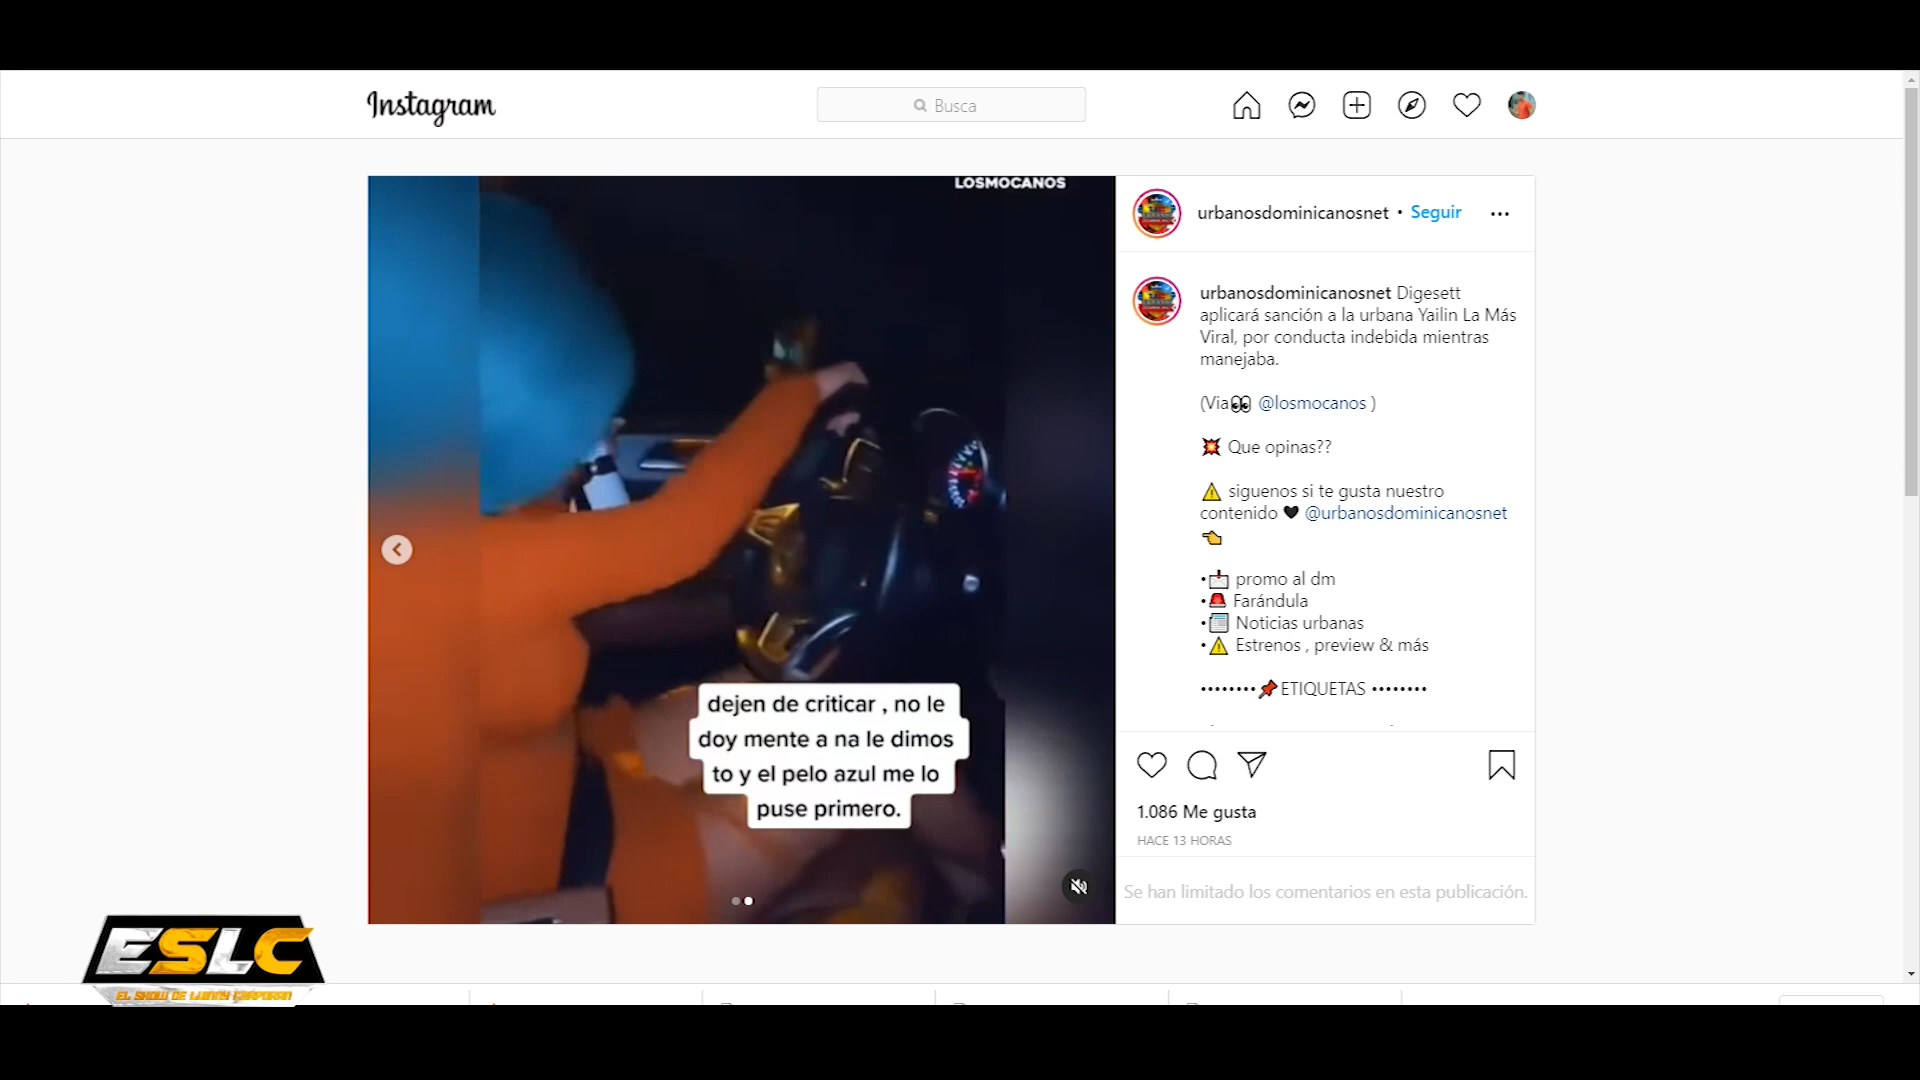 Instagram
Busca
LOSMOCANOS
dejen de criticar , no le
doy mente a na le dimos
to y el pelo azul me lo
puse primero.
urbanosdominicanosnet • Seguir
urbanosdominicanosnet Digesett
aplicará sanción a la urbana Yailin La Más
Viral, por conducta indebida mientras
manejaba.
(Via👀 @losmocanos )
💥 Que opinas??
⚠️ siguenos si te gusta nuestro
contenido 🖤 @urbanosdominicanosnet
👈
•📩 promo al dm
•🚨 Farándula
•📰 Noticias urbanas
•⚠️ Estrenos , preview & más
••••••••📌ETIQUETAS ••••••••
1.086 Me gusta
HACE 13 HORAS
Se han limitado los comentarios en esta publicación.
ESLC
EL SHOW DE LUINNY CORPORAN